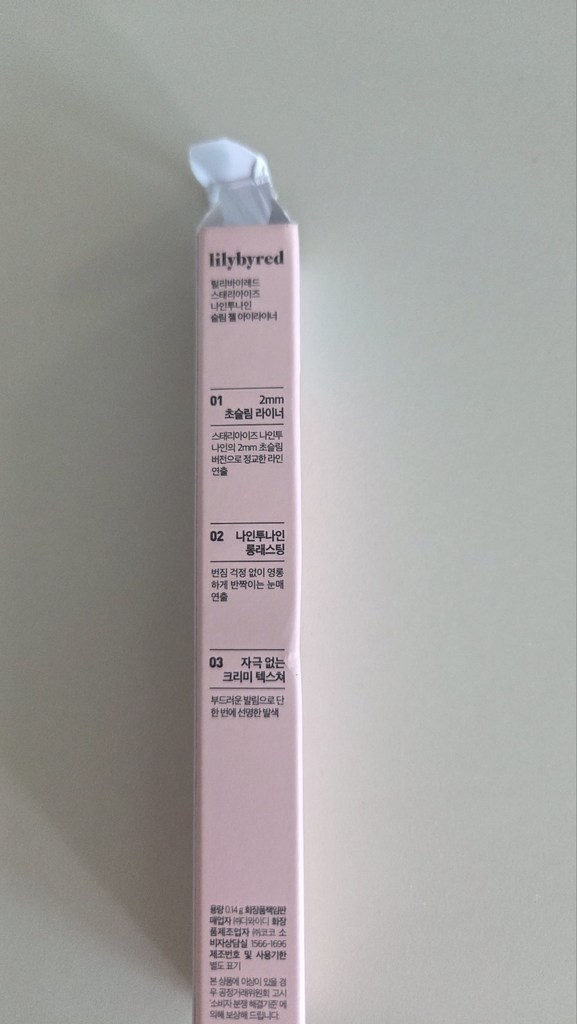 lilybyred
릴리바이레드
스태리아이즈
나인투나인
슬림 젤 아이라이너
01 2mm
초슬림 라이너
스태리아이즈 나인투
나인의 2mm 초슬림
버전으로 정교한 라인
연출
02 나인투나인
롱래스팅
번짐 걱정 없이 영롱
하게 반짝이는 눈매
연출
03 자극 없는
크리미 텍스쳐
부드러운 발림으로 단
한 번에 선명한 발색
용량 0.14 g 화장품책임판
매업자 ㈜디와이디 화장
품제조업자 ㈜코코 소
비자상담실 1566-1696
제조번호 및 사용기한
별도 표기
본 상품에 이상이 있을 경
우 공정거래위원회 고시
'소비자 분쟁 해결기준'에
의해 보상해 드립니다.